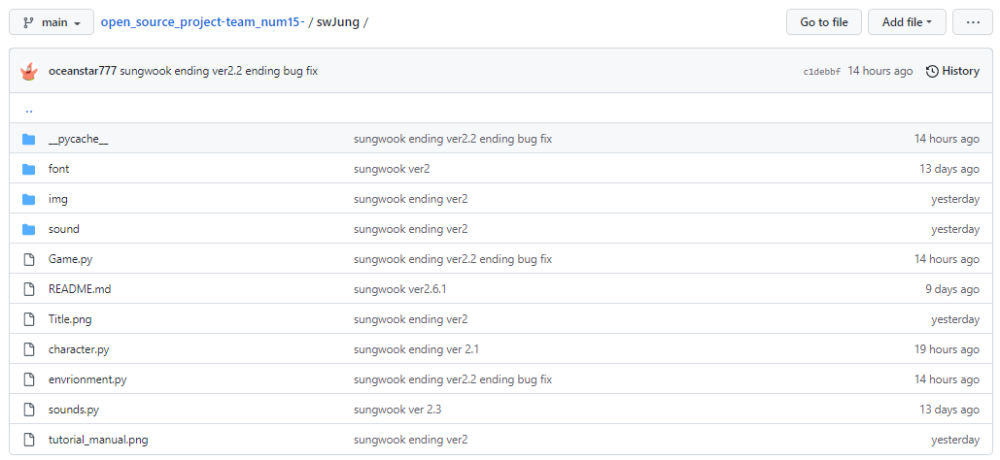 main open_source_project-team_num15- / swJung / Go to file Add file ...
oceanstar777 sungwook ending ver2.2 ending bug fix c1debbf 14 hours ago History
..
__pycache__ sungwook ending ver2.2 ending bug fix 14 hours ago
font sungwook ver2 13 days ago
img sungwook ending ver2 yesterday
sound sungwook ending ver2 yesterday
Game.py sungwook ending ver2.2 ending bug fix 14 hours ago
README.md sungwook ver2.6.1 9 days ago
Title.png sungwook ending ver2 yesterday
character.py sungwook ending ver 2.1 19 hours ago
envrionment.py sungwook ending ver2.2 ending bug fix 14 hours ago
sounds.py sungwook ver 2.3 13 days ago
tutorial_manual.png sungwook ending ver2 yesterday